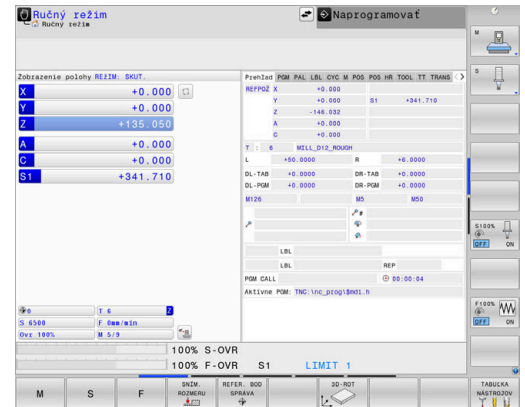 Ručný režim
Ručný režim
Naprogramovať
Zobrazenie polohy REŽIM: SKUT.
X +0.000
Y +0.000
Z +135.050
A +0.000
C +0.000
S1 +341.710
Prehľad PGM PAL LBL CYC M POS POS HR TOOL TT TRANS
REFPOZ X +0.000
Y +0.000 S1 +341.710
Z -146.032
A +0.000
C +0.000
T : 6 MILL_D12_ROUGH
L +50.0000 R +6.0000
DL-TAB +0.0000 DR-TAB +0.0000
DL-PGM +0.0000 DR-PGM +0.0000
M126 M5 M50
P
P #
LBL
LBL REP
PGM CALL 00:00:04
Aktívne PGM: TNC:\nc_prog\$mdi.h
0 T 6 Z
S 6500 F 0mm/min
Ovr 100% M 5/9
100% S-OVR
100% F-OVR S1 LIMIT 1
M
S
S100%
OFF ON
F100%
OFF ON
M
S
F
SNÍM. ROZMERU
REFER. BOD SPRÁVA
3D-ROT
TABUĽKA NÁSTROJOV